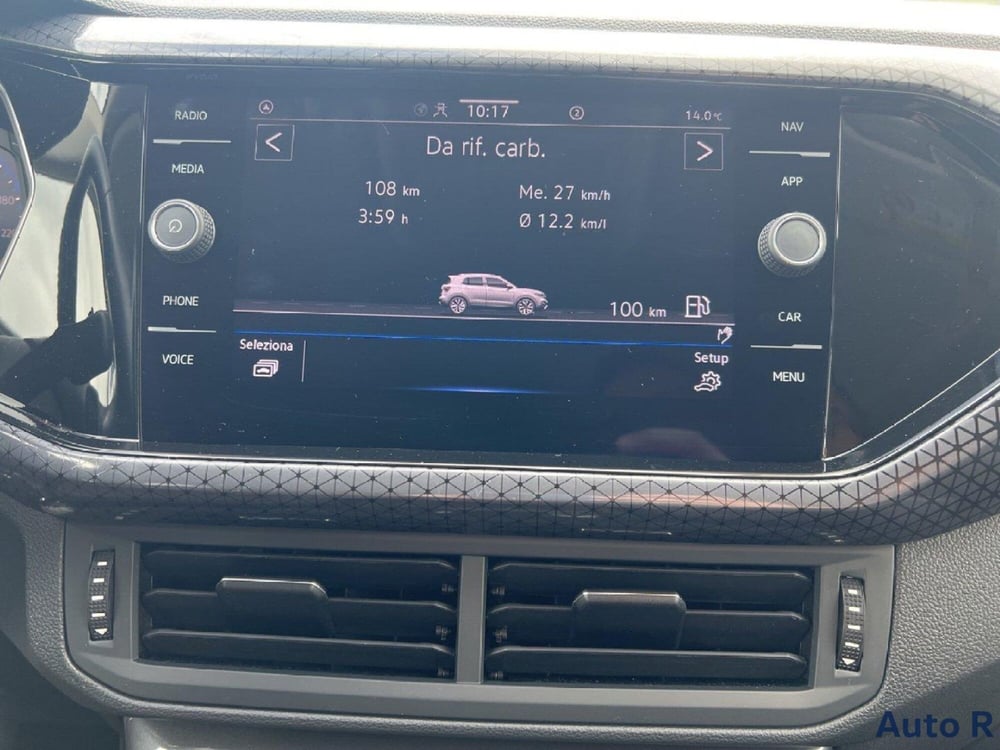 RADIO
MEDIA
PHONE
VOICE
10:17
2
14.0°C
<
Da rif. carb.
>
108 km
Me. 27 km/h
3:59 h
Ø 12.2 km/l
100 km
Seleziona
Setup
NAV
APP
CAR
MENU
Auto R